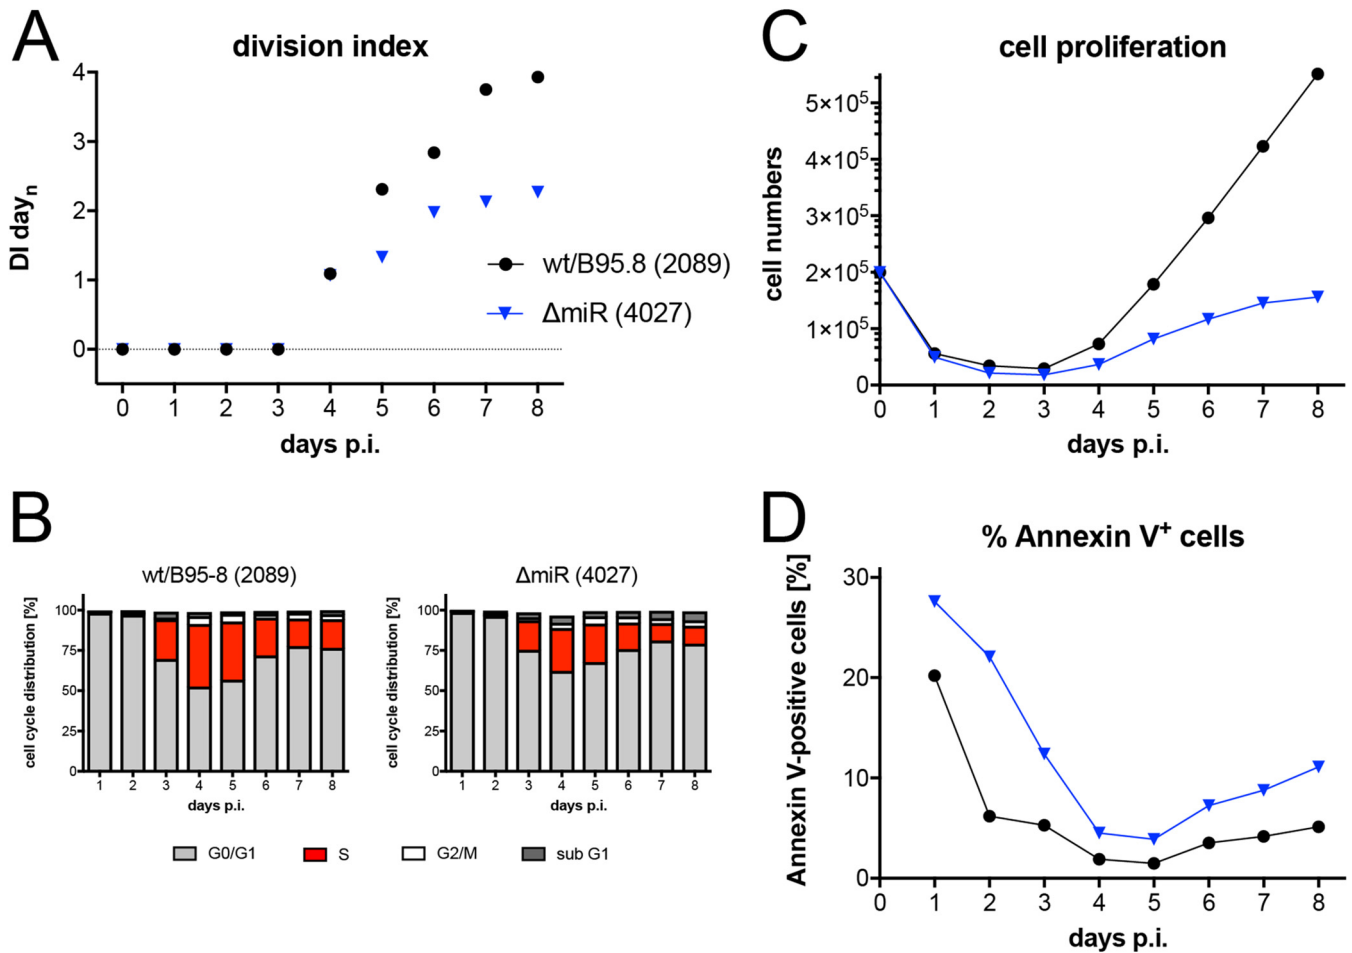 A
division index
4
3
2
1
0
DI dayn
0 1 2 3 4 5 6 7 8
days p.i.
wt/B95.8 (2089)
ΔmiR (4027)
B
wt/B95-8 (2089)
cell cycle distribution [%]
100
75
50
25
0
1 2 3 4 5 6 7 8
days p.i.
ΔmiR (4027)
cell cycle distribution [%]
100
75
50
25
0
1 2 3 4 5 6 7 8
days p.i.
G0/G1 S G2/M sub G1
C
cell proliferation
5×10⁵
4×10⁵
3×10⁵
2×10⁵
1×10⁵
0
cell numbers
0 1 2 3 4 5 6 7 8
days p.i.
D
% Annexin V⁺ cells
30
20
10
0
Annexin V-positive cells [%]
0 1 2 3 4 5 6 7 8
days p.i.